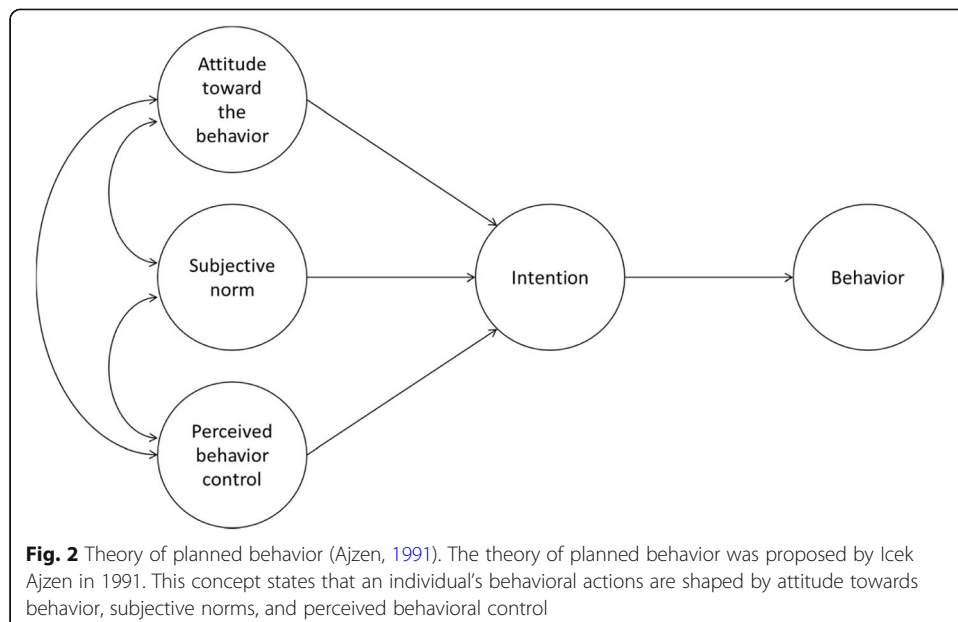 Attitude
toward
the
behavior
Subjective
norm
Intention
Behavior
Perceived
behavior
control
Fig. 2 Theory of planned behavior (Ajzen, 1991). The theory of planned behavior was proposed by Icek
Ajzen in 1991. This concept states that an individual's behavioral actions are shaped by attitude towards
behavior, subjective norms, and perceived behavioral control